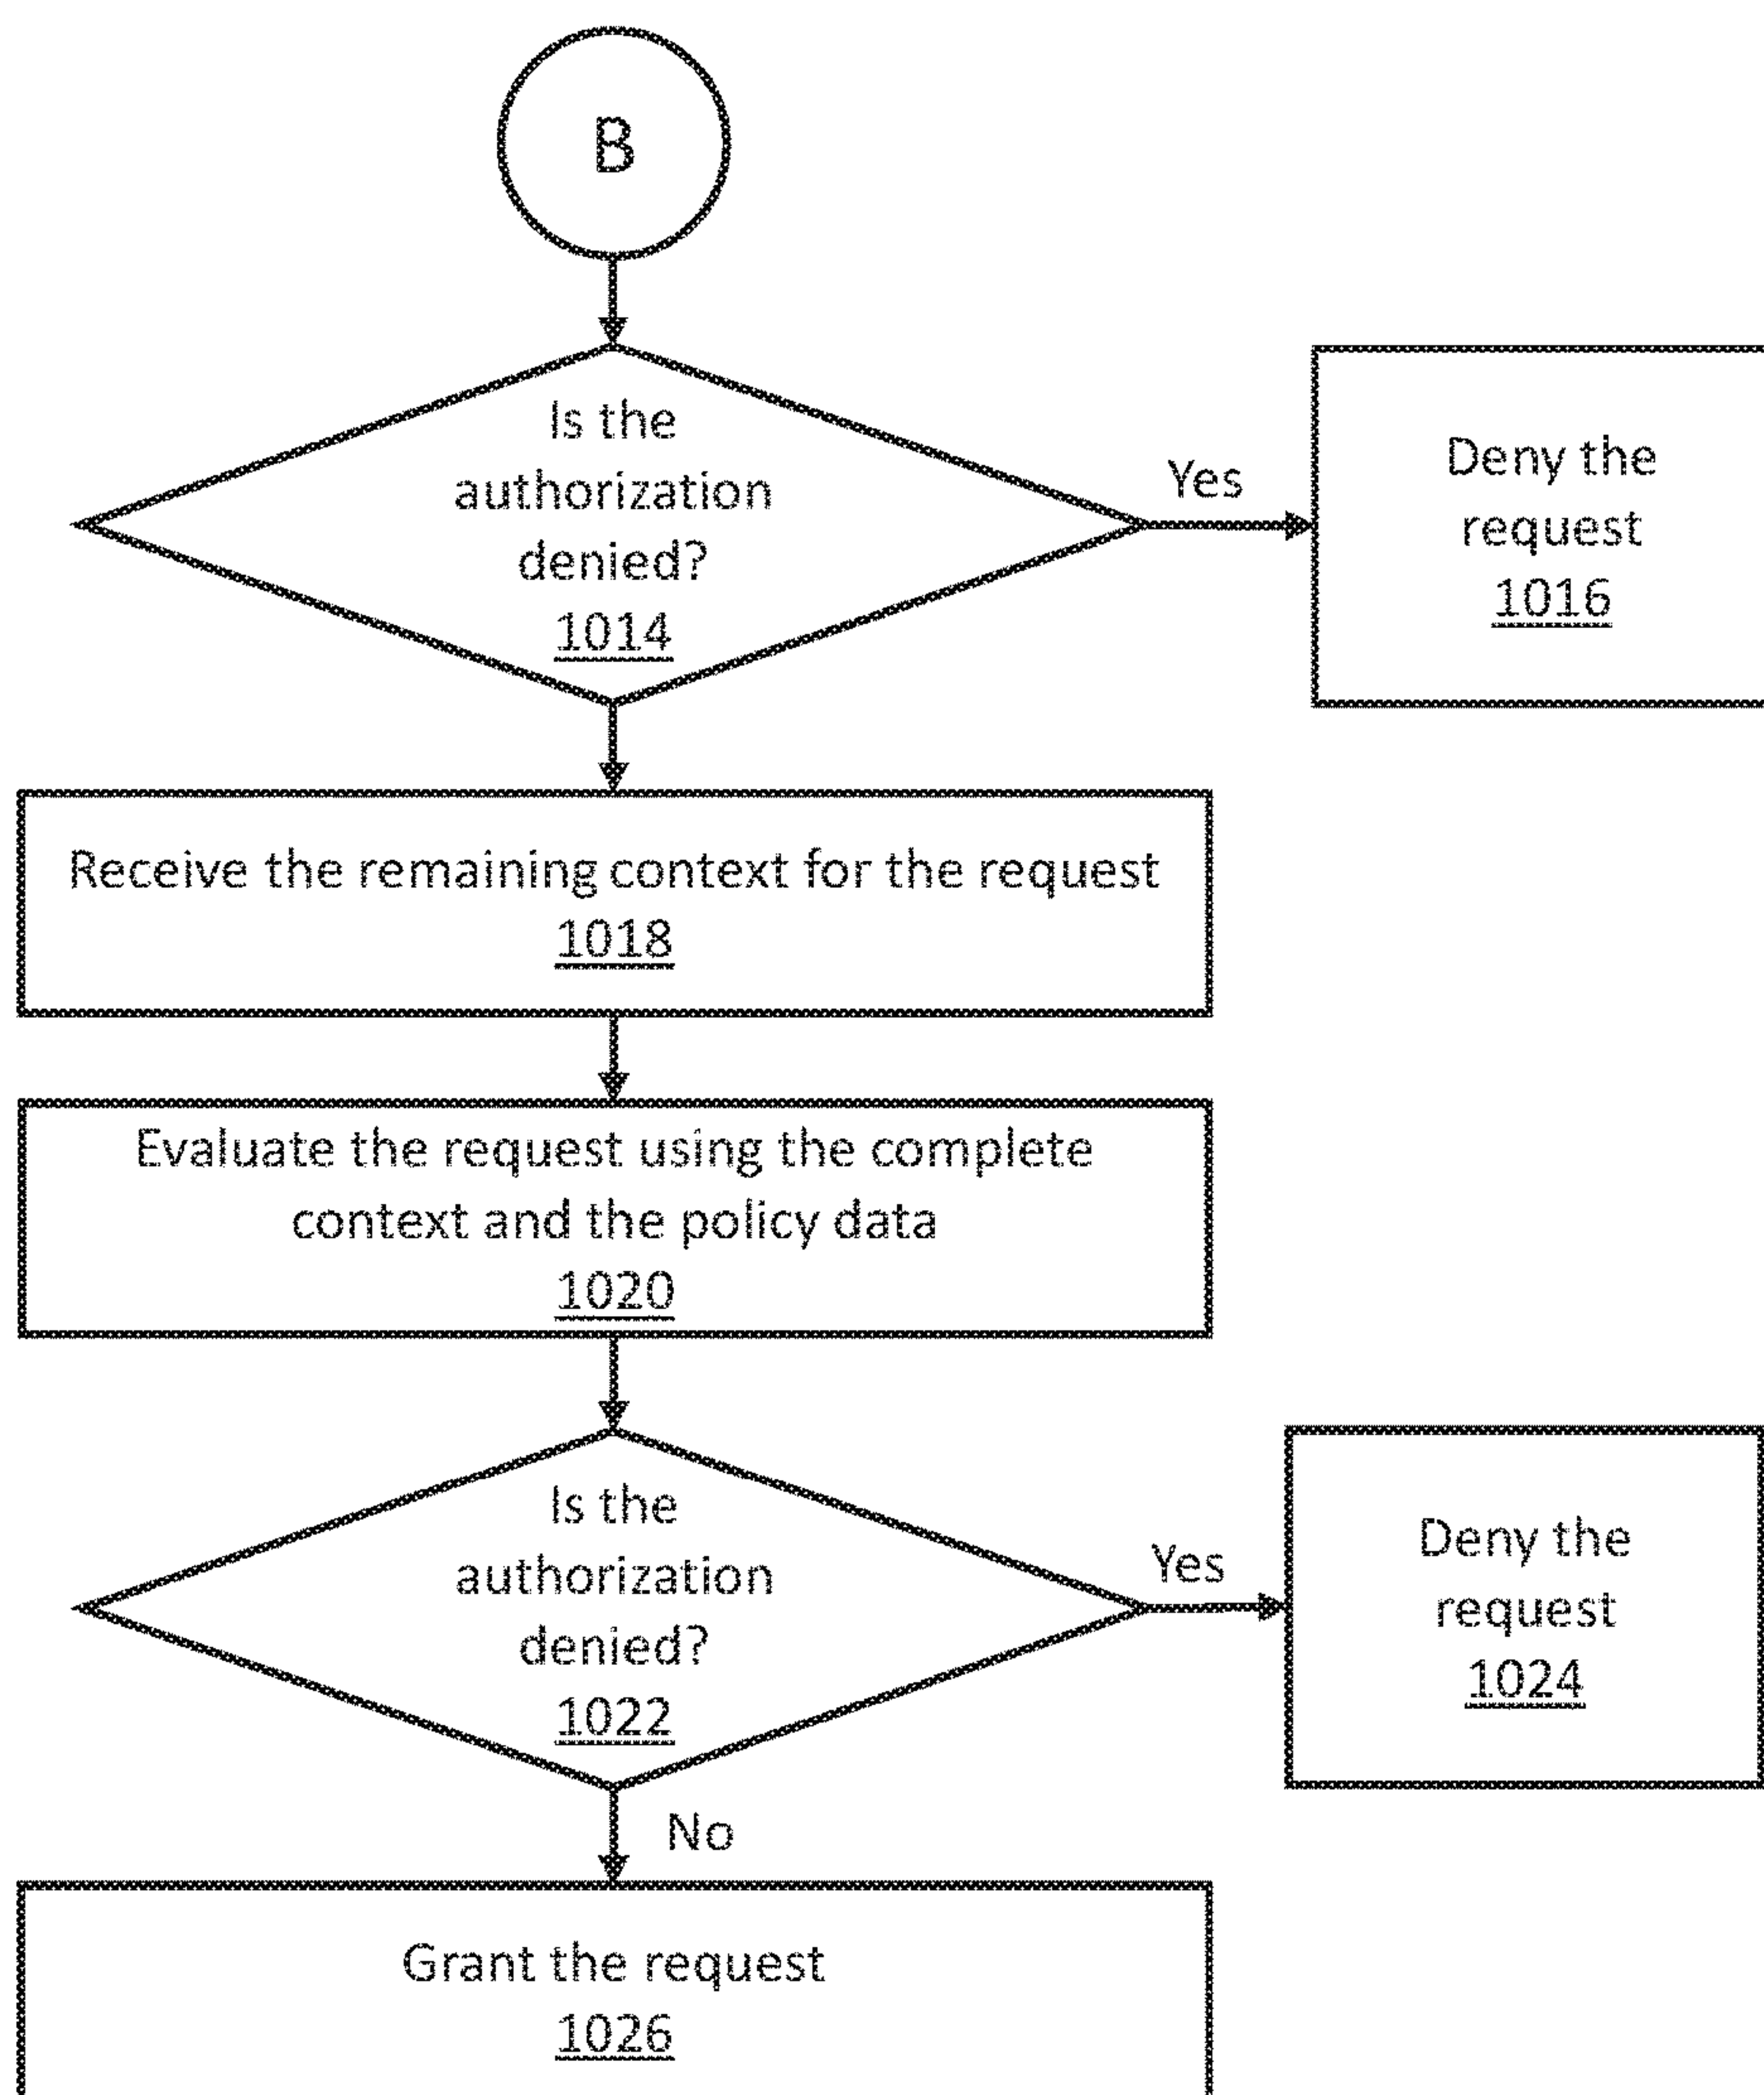 B
Is the
authorization
denied?
1014
Yes
Deny the
request
1016
Receive the remaining context for the request
1018
Evaluate the request using the complete
context and the policy data
1020
Is the
authorization
denied?
1022
Yes
Deny the
request
1024
No
Grant the request
1026